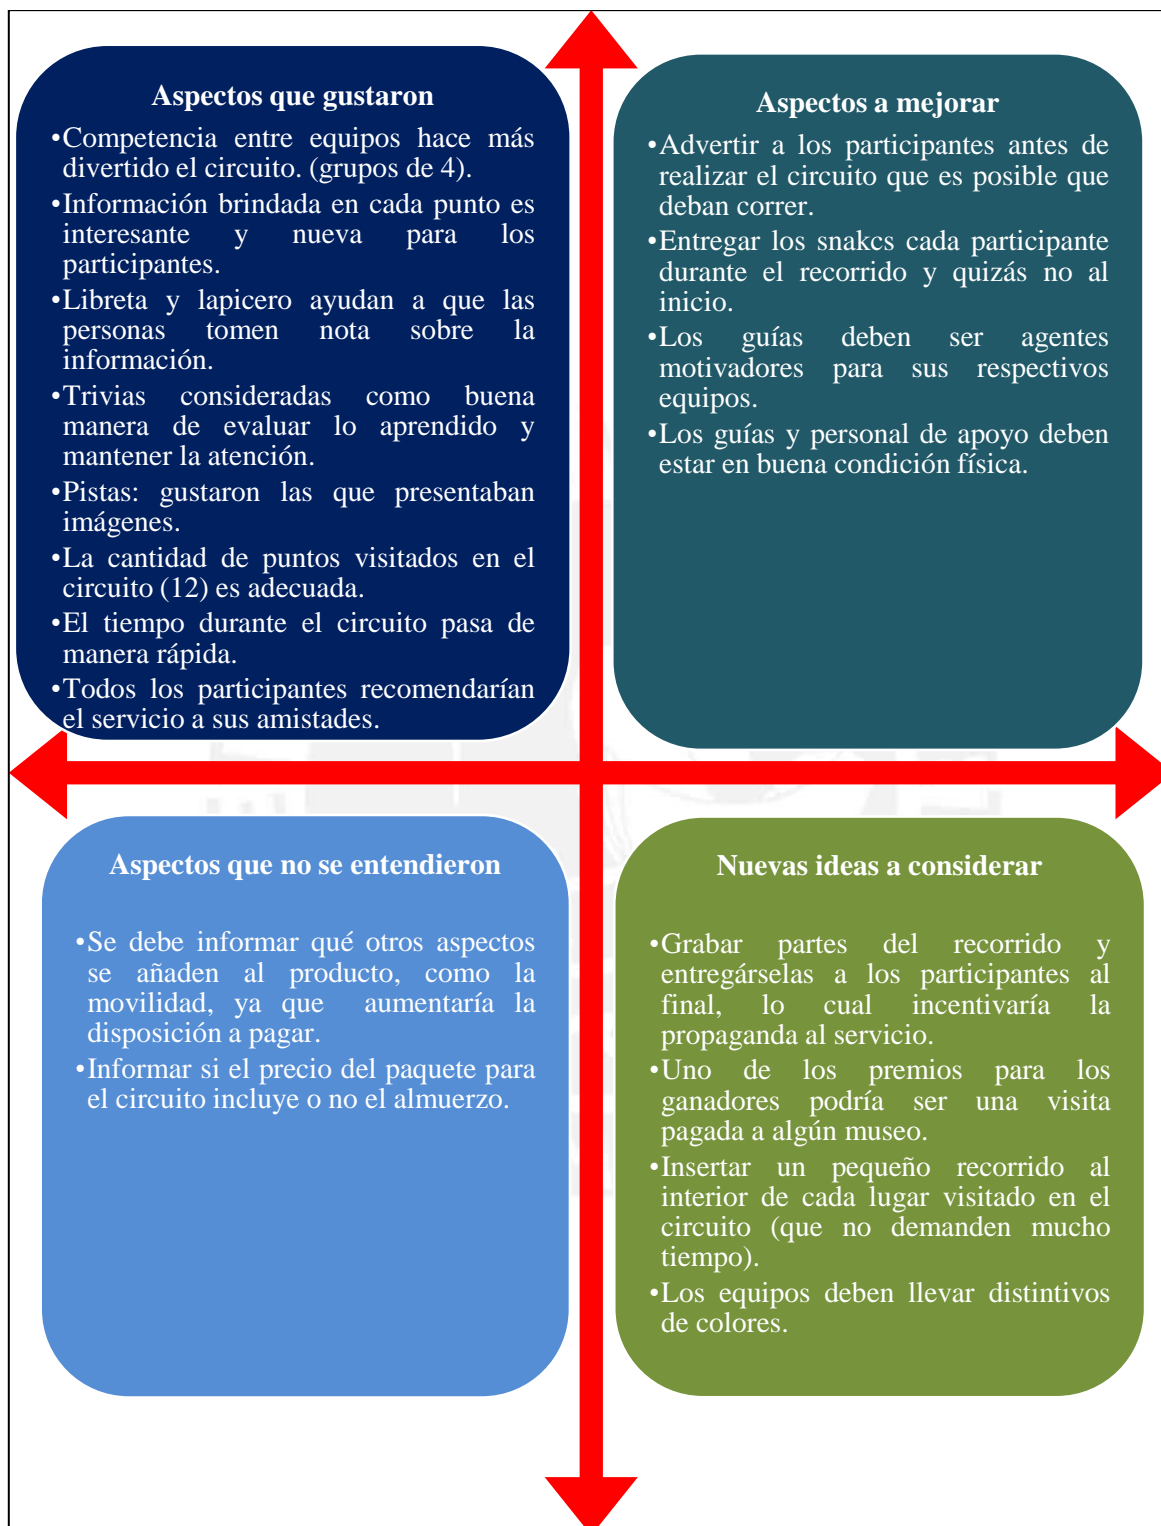 Aspectos que gustaron
•Competencia entre equipos hace más
divertido el circuito. (grupos de 4).
•Información brindada en cada punto es
interesante y nueva para los
participantes.
•Libreta y lapicero ayudan a que las
personas tomen nota sobre la
información.
•Trivias consideradas como buena
manera de evaluar lo aprendido y
mantener la atención.
•Pistas: gustaron las que presentaban
imágenes.
•La cantidad de puntos visitados en el
circuito (12) es adecuada.
•El tiempo durante el circuito pasa de
manera rápida.
•Todos los participantes recomendarían
el servicio a sus amistades.
Aspectos a mejorar
•Advertir a los participantes antes de
realizar el circuito que es posible que
deban correr.
•Entregar los snakcs cada participante
durante el recorrido y quizás no al
inicio.
•Los guías deben ser agentes
motivadores para sus respectivos
equipos.
•Los guías y personal de apoyo deben
estar en buena condición física.
Aspectos que no se entendieron
•Se debe informar qué otros aspectos
se añaden al producto, como la
movilidad, ya que aumentaría la
disposición a pagar.
•Informar si el precio del paquete para
el circuito incluye o no el almuerzo.
Nuevas ideas a considerar
•Grabar partes del recorrido y
entregárselas a los participantes al
final, lo cual incentivaría la
propaganda al servicio.
•Uno de los premios para los
ganadores podría ser una visita
pagada a algún museo.
•Insertar un pequeño recorrido al
interior de cada lugar visitado en el
circuito (que no demanden mucho
tiempo).
•Los equipos deben llevar distintivos
de colores.